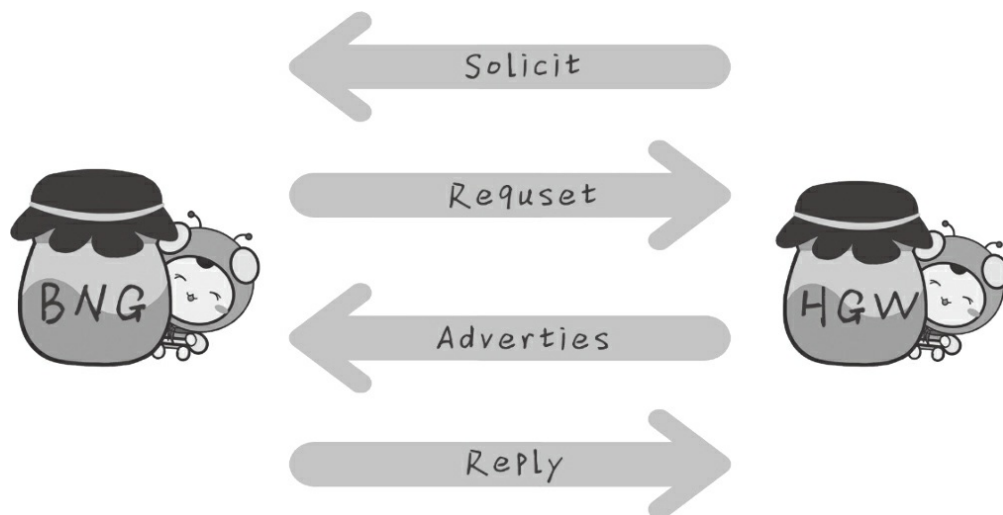 Solicit
Requset
BNG
HGW
Adverties
Reply